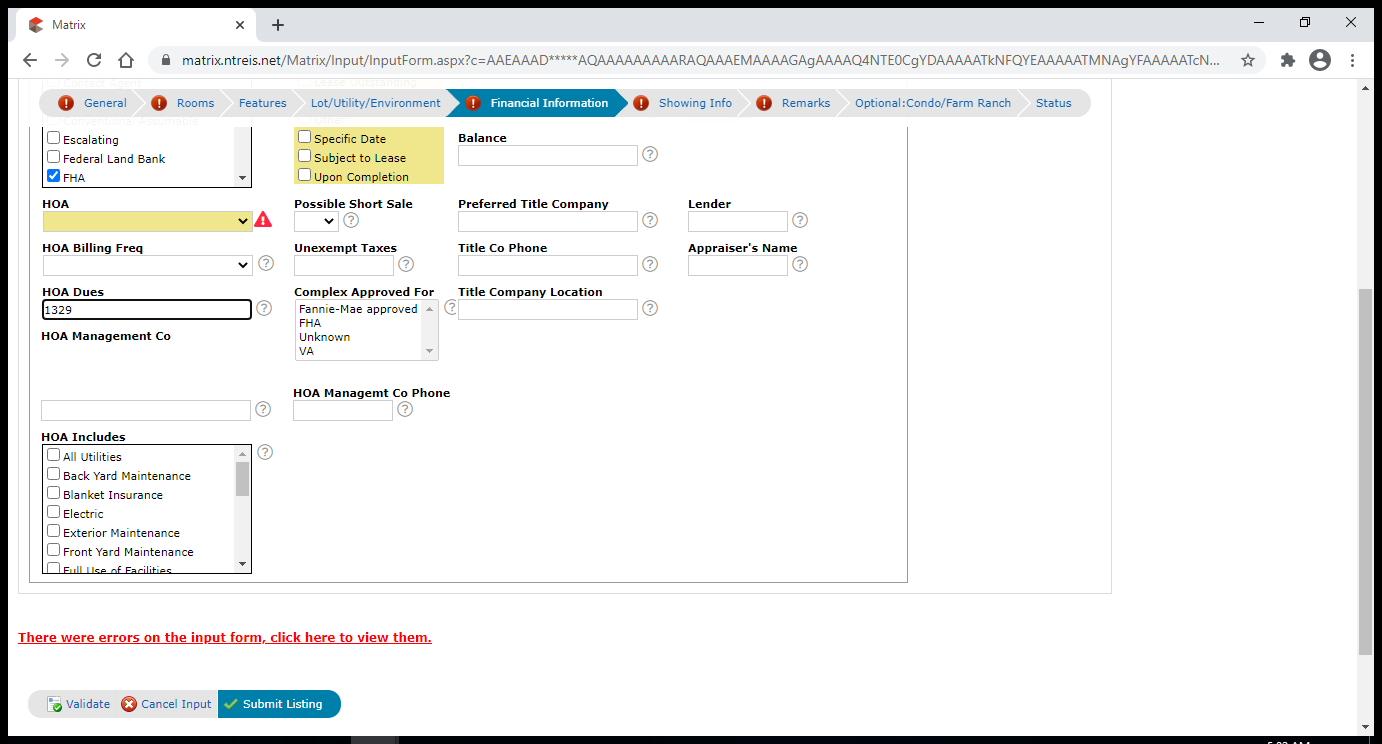 Matrix
matrix.ntreis.net/Matrix/Input/InputForm.aspx?c=AAEAAAD*****AQAAAAAAAAARAQAAAEMAAAAGAgAAAAQ4NTE0CgYDAAAAATkNFQYEAAAAATMNAgYFAAAAATcN...
General
Rooms
Features
Lot/Utility/Environment
Financial Information
Showing Info
Remarks
Optional:Condo/Farm Ranch
Status
Escalating
Federal Land Bank
FHA
Specific Date
Subject to Lease
Upon Completion
Balance
HOA
Possible Short Sale
Preferred Title Company
Lender
HOA Billing Freq
Unexempt Taxes
Title Co Phone
Appraiser's Name
HOA Dues
1329
Complex Approved For
Fannie-Mae approved
FHA
Unknown
VA
Title Company Location
HOA Management Co
HOA Managemt Co Phone
HOA Includes
All Utilities
Back Yard Maintenance
Blanket Insurance
Electric
Exterior Maintenance
Front Yard Maintenance
Full Use of Facilities
There were errors on the input form, click here to view them.
Validate
Cancel Input
Submit Listing